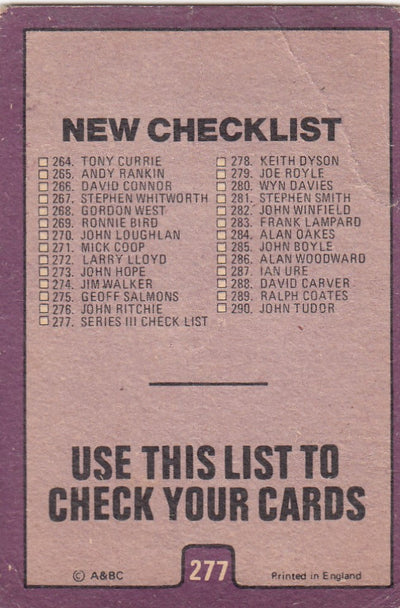 NEW CHECKLIST
264. TONY CURRIE
265. ANDY RANKIN
266. DAVID CONNOR
267. STEPHEN WHITWORTH
268. GORDON WEST
269. RONNIE BIRD
270. JOHN LOUGHLAN
271. MICK COOP
272. LARRY LLOYD
273. JOHN HOPE
274. JIM WALKER
275. GEOFF SALMONS
276. JOHN RITCHIE
277. SERIES III CHECK LIST
278. KEITH DYSON
279. JOE ROYLE
280. WYN DAVIES
281. STEPHEN SMITH
282. JOHN WINFIELD
283. FRANK LAMPARD
284. ALAN OAKES
285. JOHN BOYLE
286. ALAN WOODWARD
287. IAN URE
288. DAVID CARVER
289. RALPH COATES
290. JOHN TUDOR
USE THIS LIST TO
CHECK YOUR CARDS
© A&BC 277 Printed in England